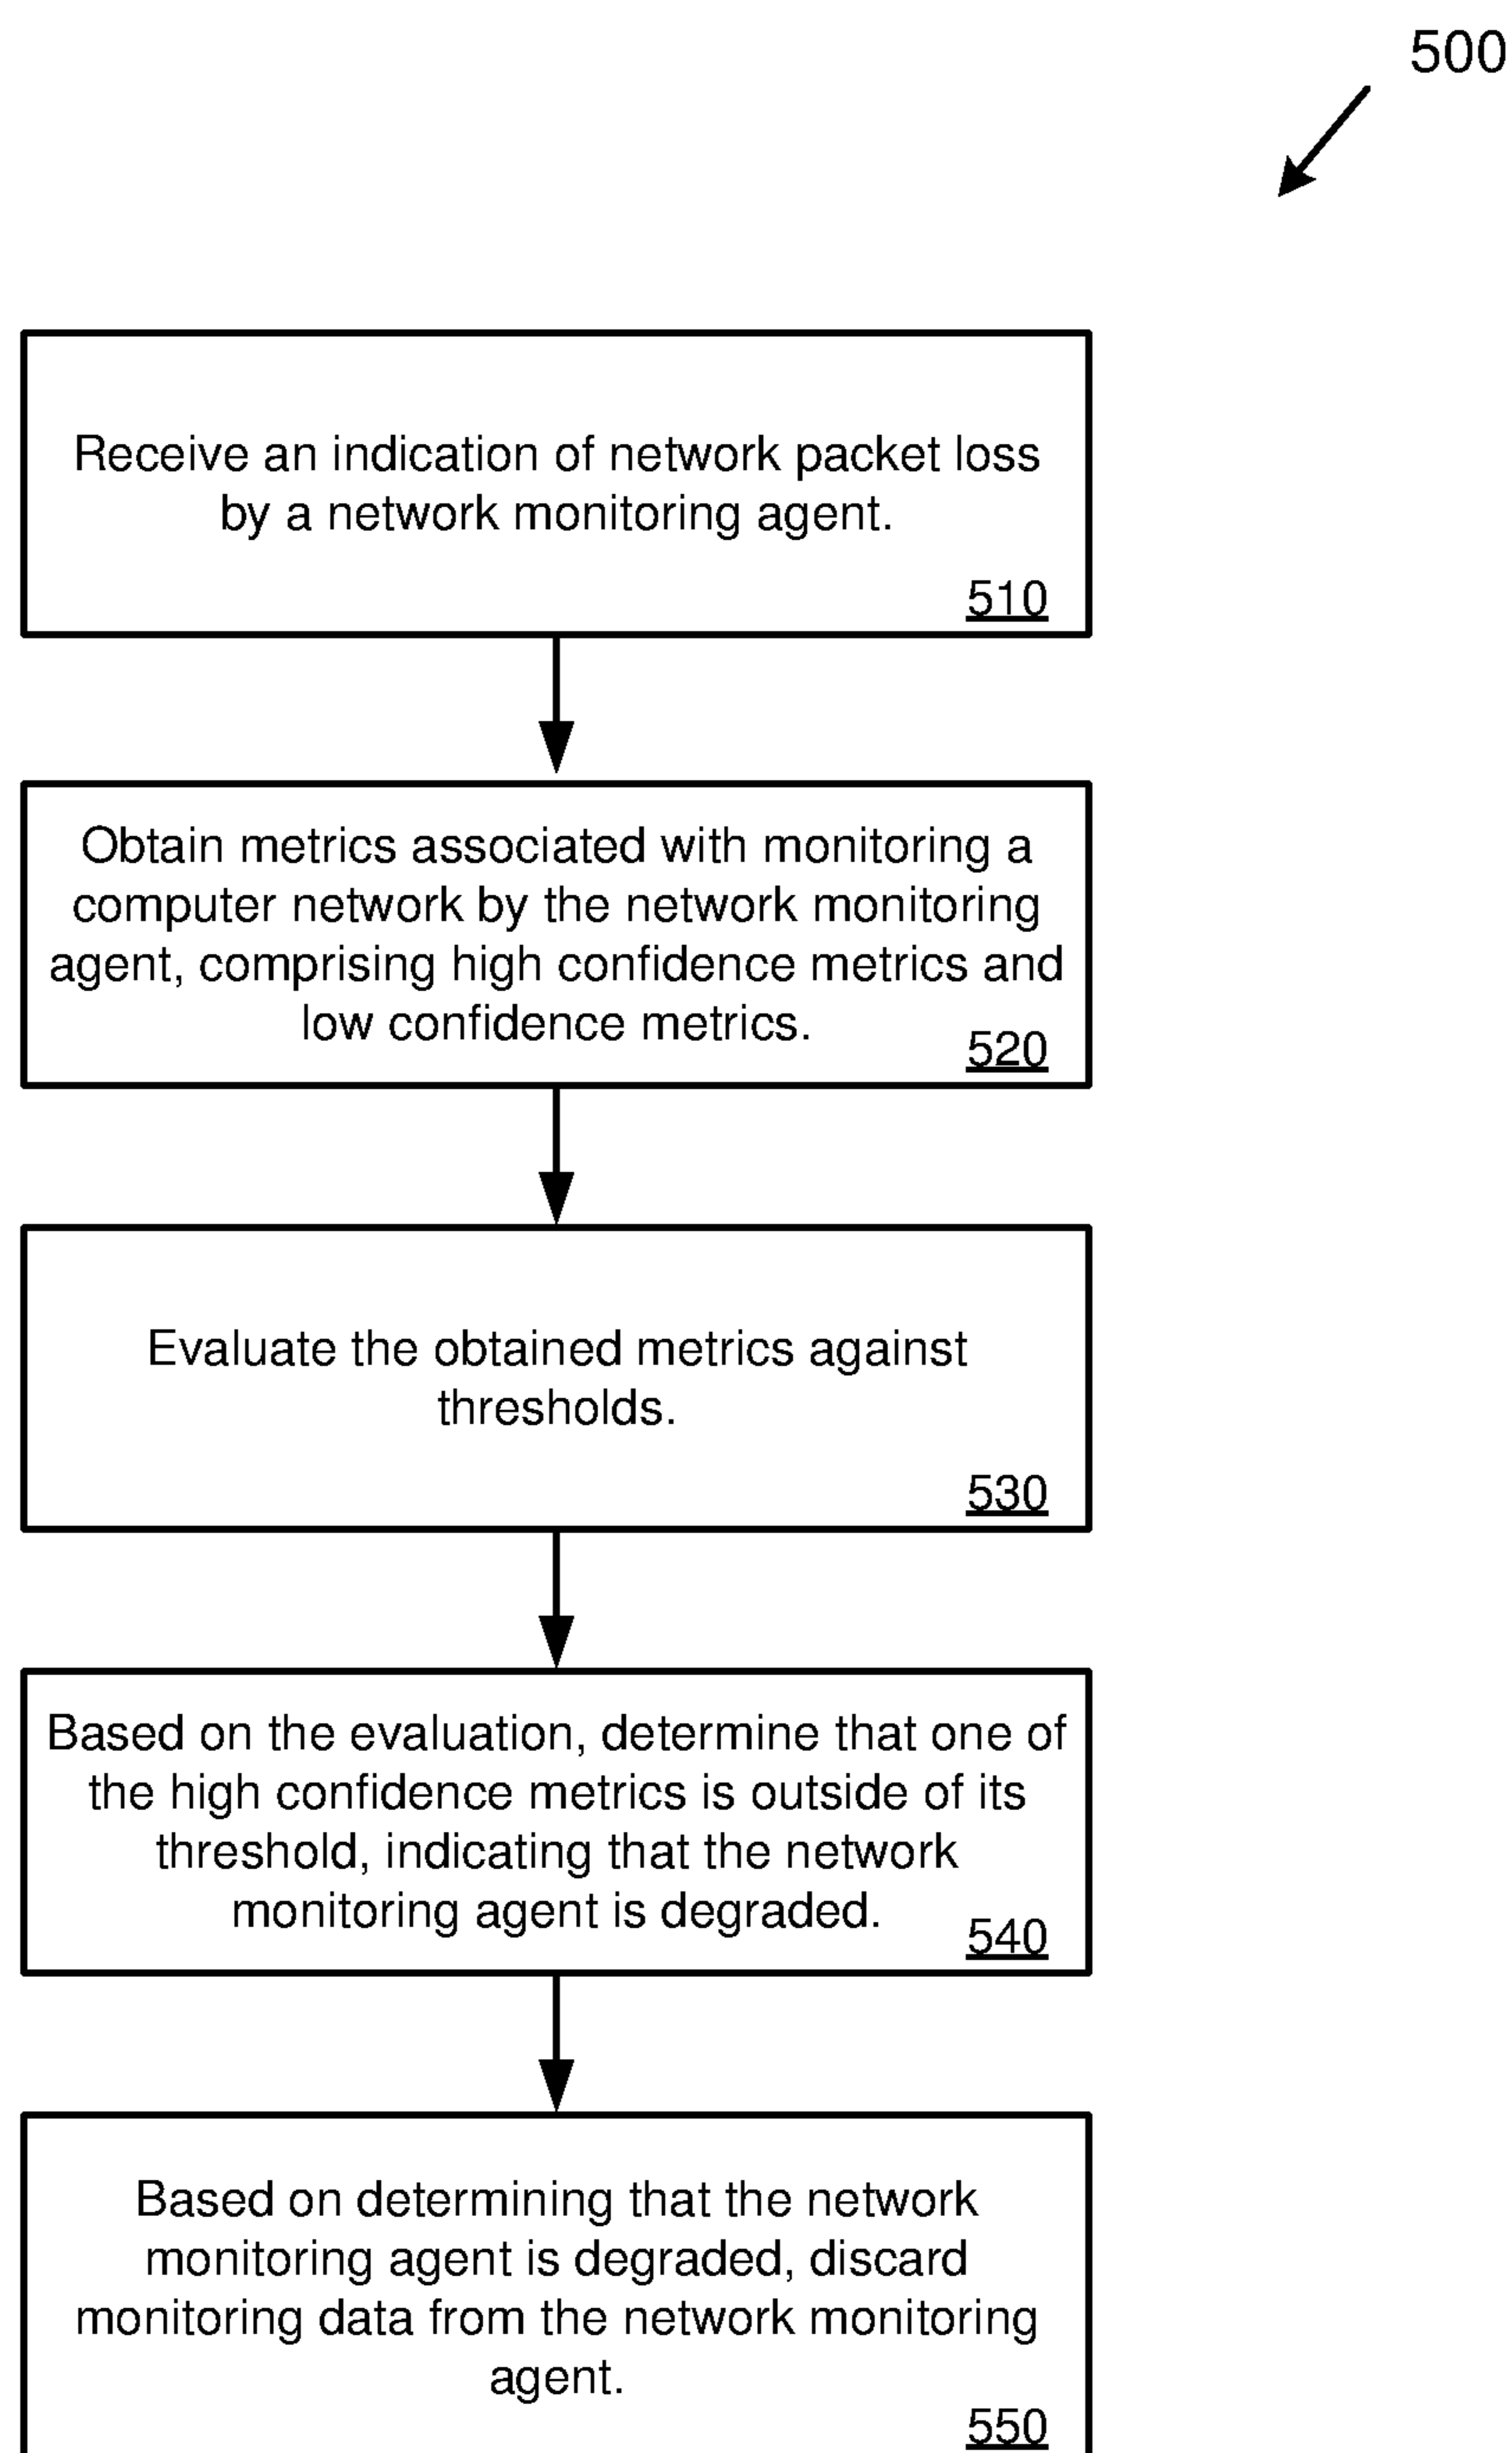 500
Receive an indication of network packet loss
by a network monitoring agent.
510
Obtain metrics associated with monitoring a
computer network by the network monitoring
agent, comprising high confidence metrics and
low confidence metrics.
520
Evaluate the obtained metrics against
thresholds.
530
Based on the evaluation, determine that one of
the high confidence metrics is outside of its
threshold, indicating that the network
monitoring agent is degraded.
540
Based on determining that the network
monitoring agent is degraded, discard
monitoring data from the network monitoring
agent.
550